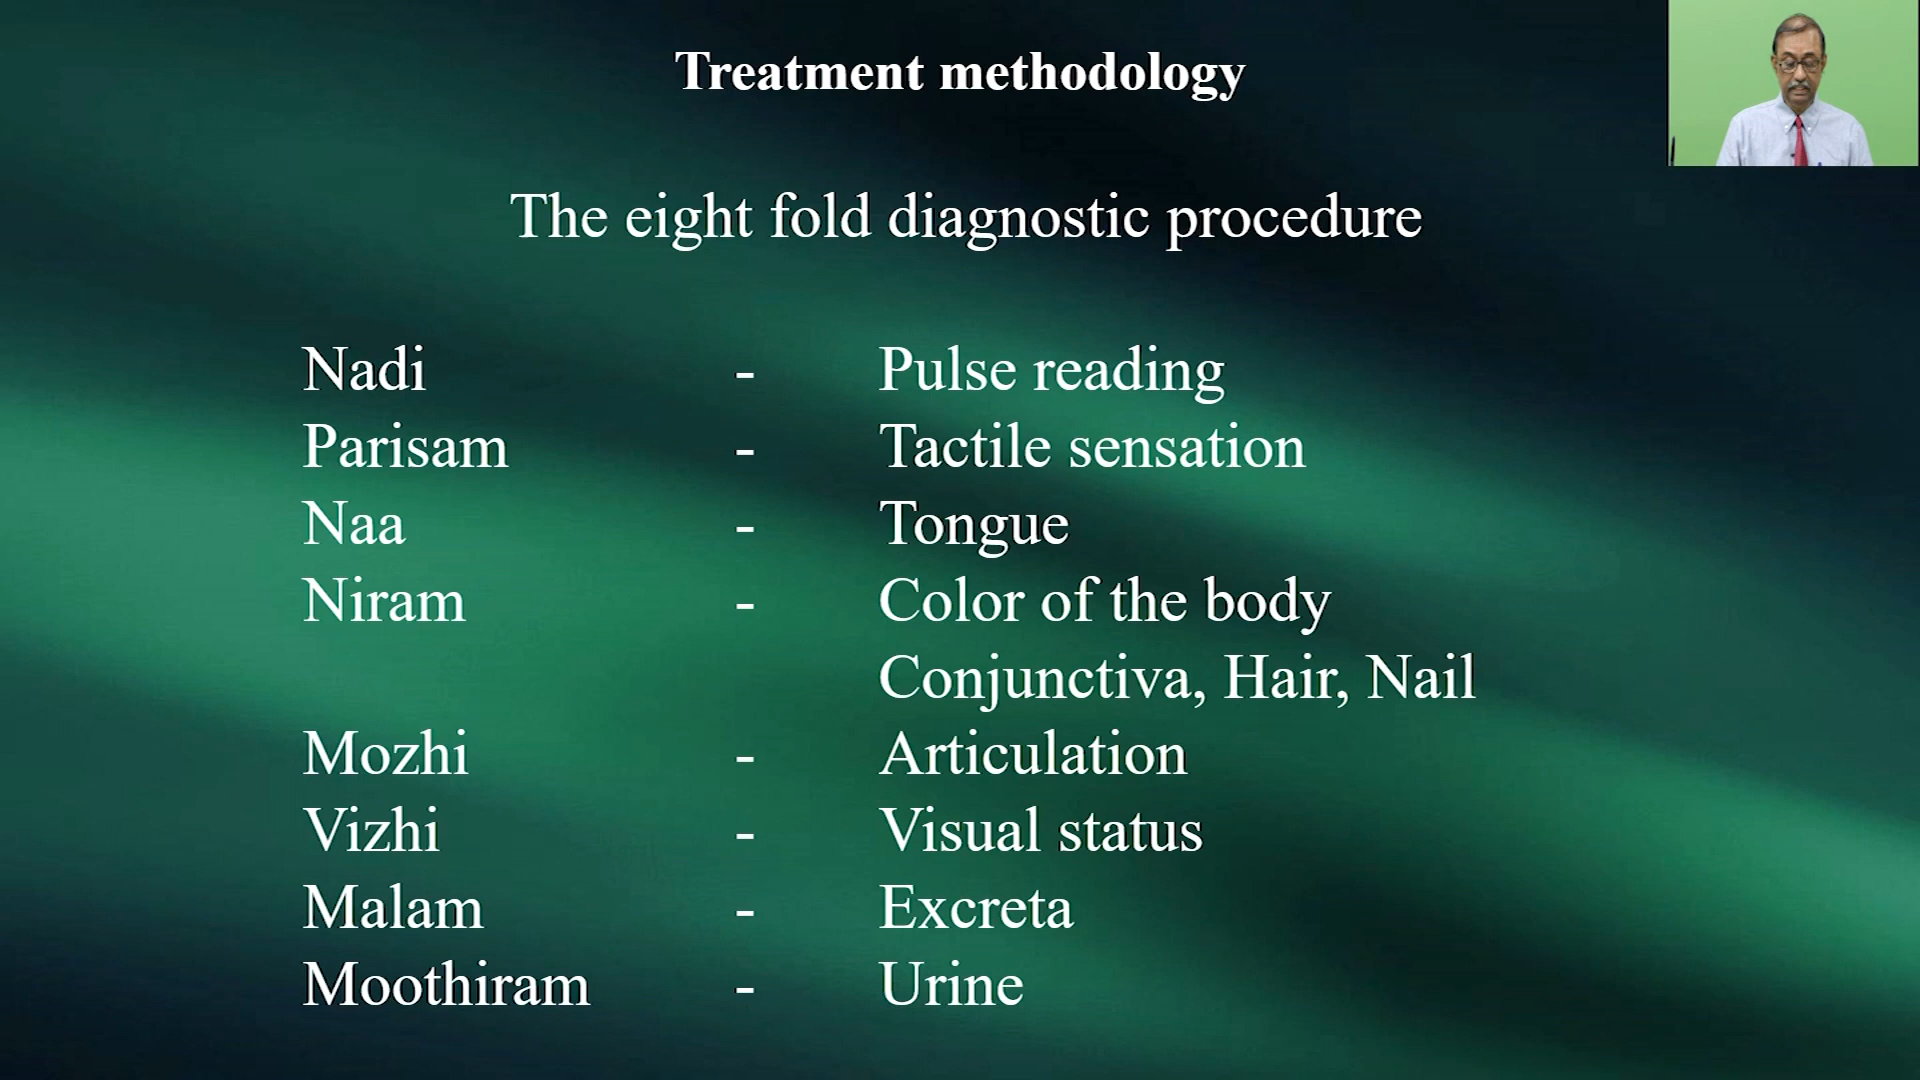 Treatment methodology
The eight fold diagnostic procedure
Nadi - Pulse reading
Parisam - Tactile sensation
Naa - Tongue
Niram - Color of the body
Conjunctiva, Hair, Nail
Mozhi - Articulation
Vizhi - Visual status
Malam - Excreta
Moothiram - Urine